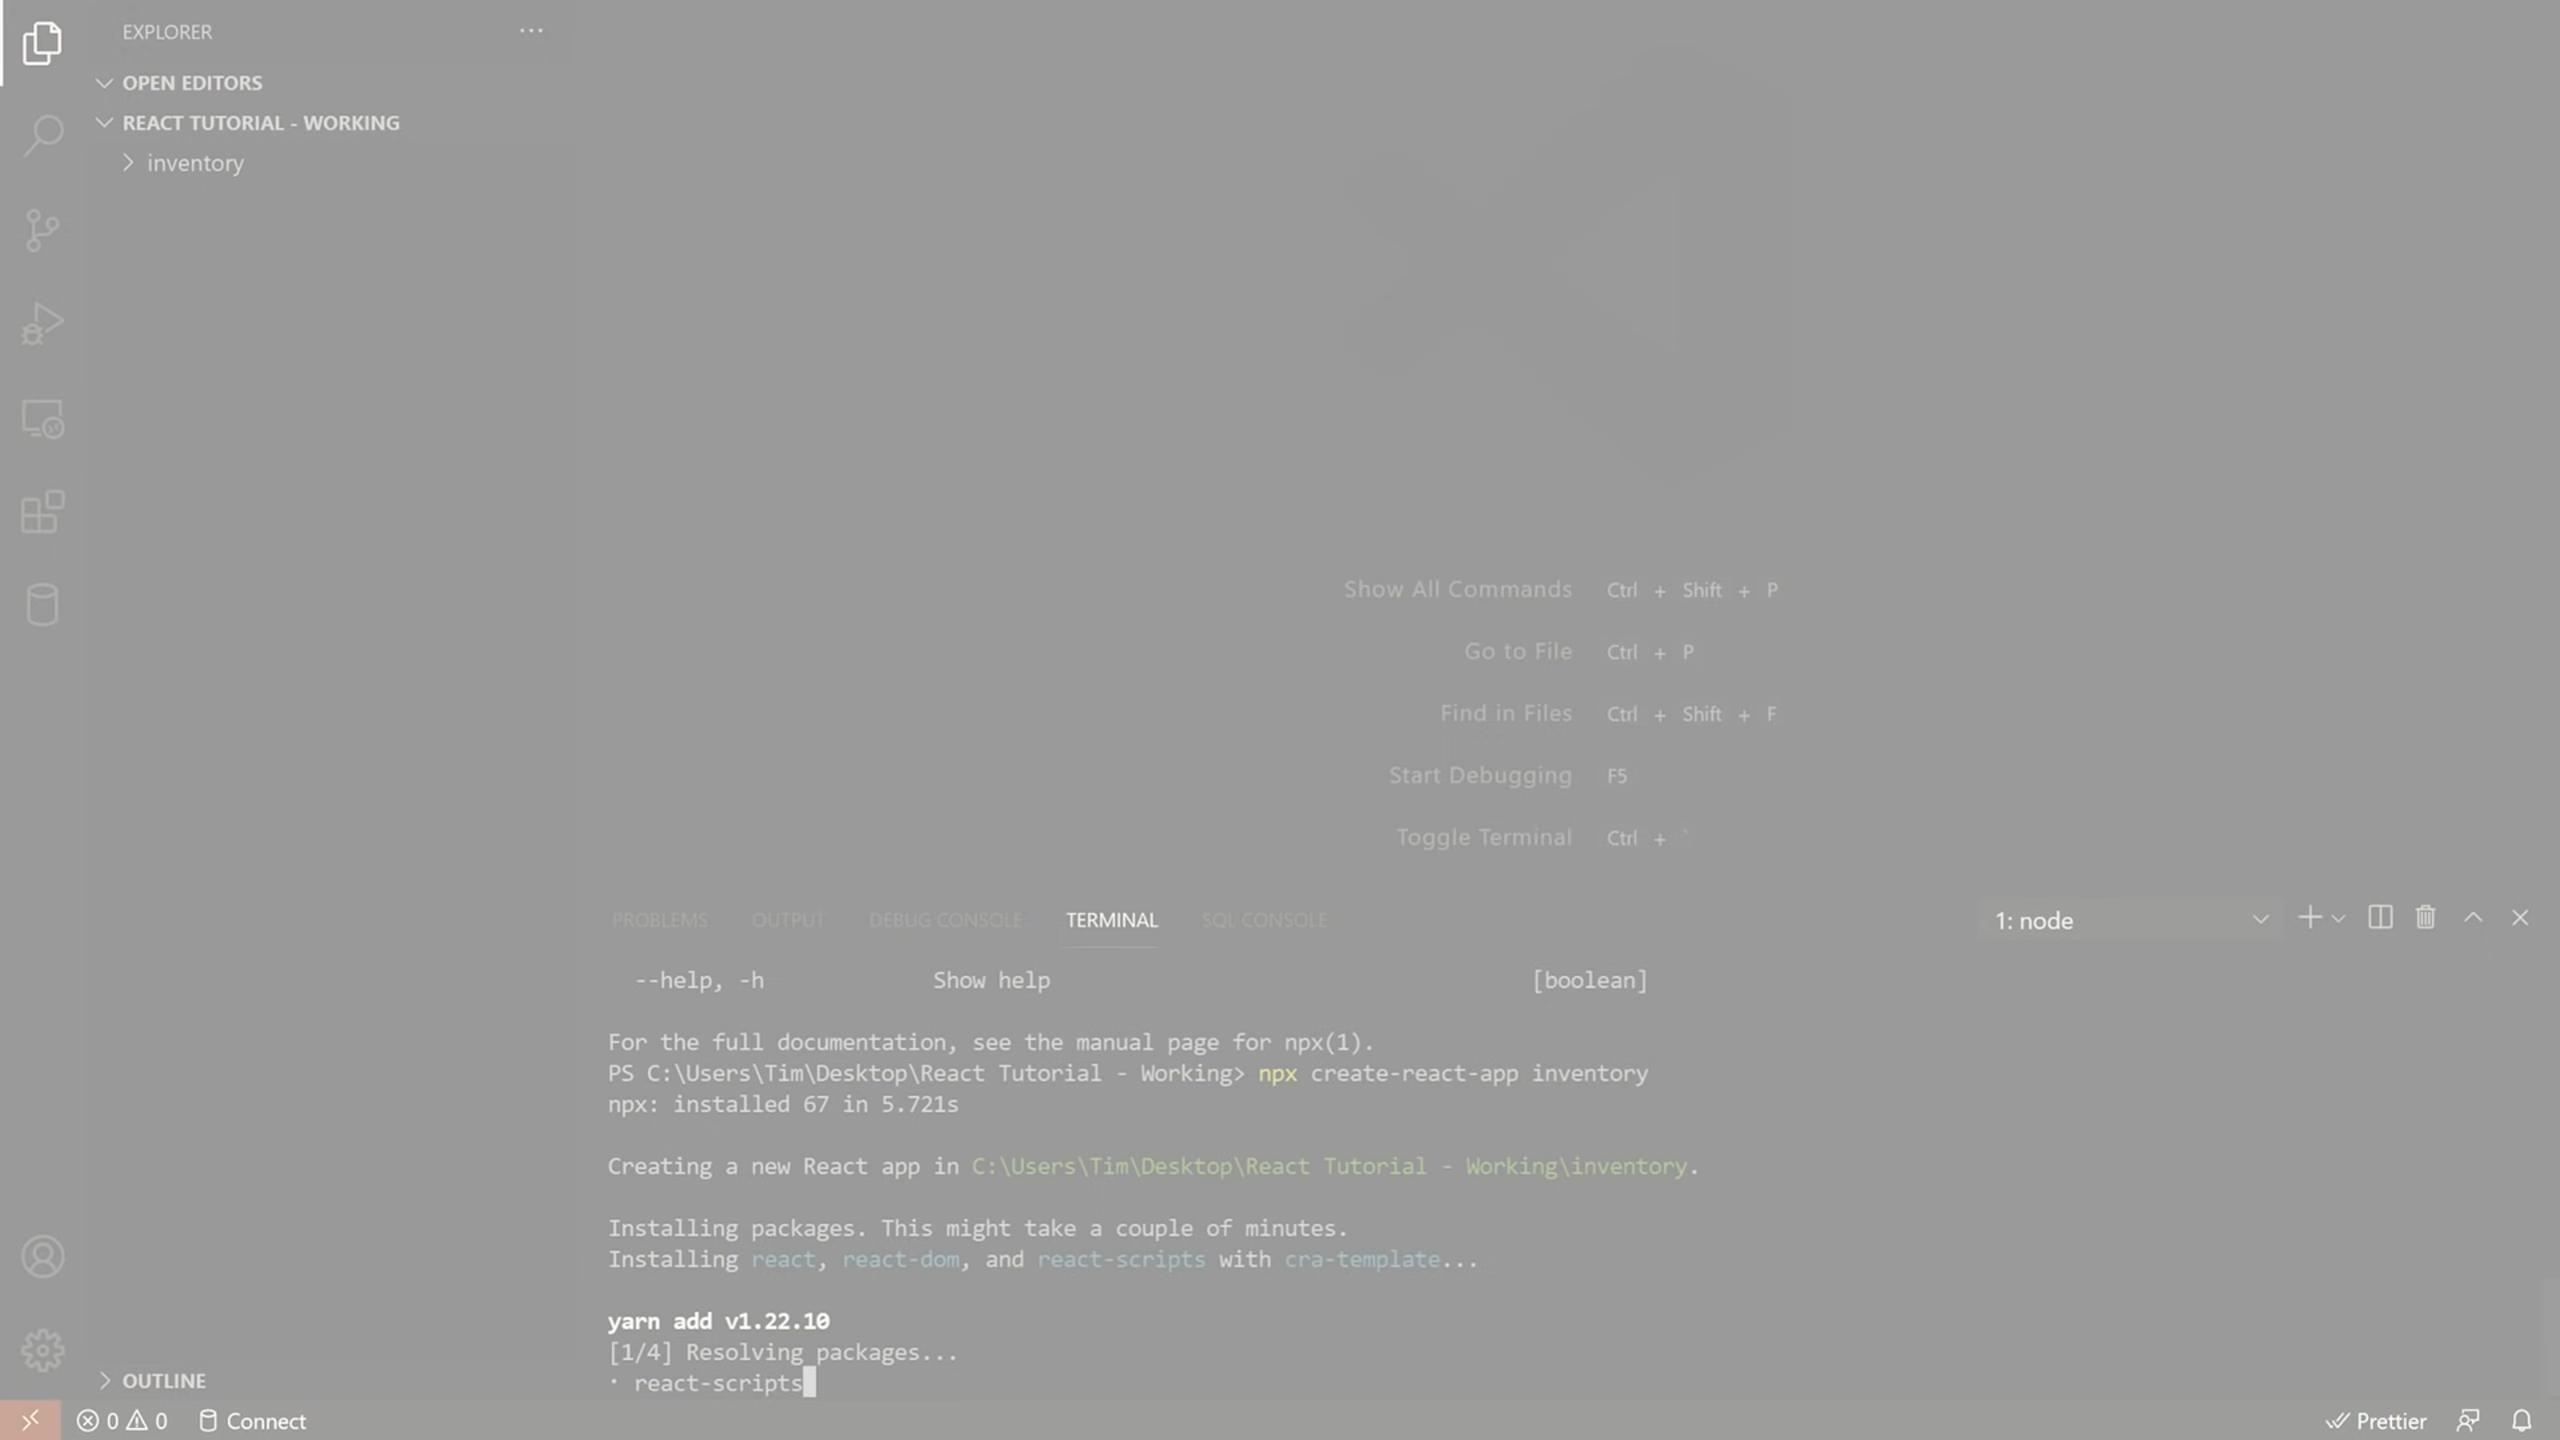 EXPLORER
OPEN EDITORS
REACT TUTORIAL - WORKING
inventory
Show All Commands Ctrl + Shift + P
Go to File Ctrl + P
Find in Files Ctrl + Shift + F
Start Debugging F5
Toggle Terminal Ctrl + `
PROBLEMS OUTPUT DEBUG CONSOLE TERMINAL SQL CONSOLE 1: node
--help, -h Show help [boolean]
For the full documentation, see the manual page for npx(1).
PS C:\Users\Tim\Desktop\React Tutorial - Working> npx create-react-app inventory
npx: installed 67 in 5.721s
Creating a new React app in C:\Users\Tim\Desktop\React Tutorial - Working\inventory.
Installing packages. This might take a couple of minutes.
Installing react, react-dom, and react-scripts with cra-template...
yarn add v1.22.10
[1/4] Resolving packages...
⠁ react-scripts
OUTLINE
0 0 Connect Prettier